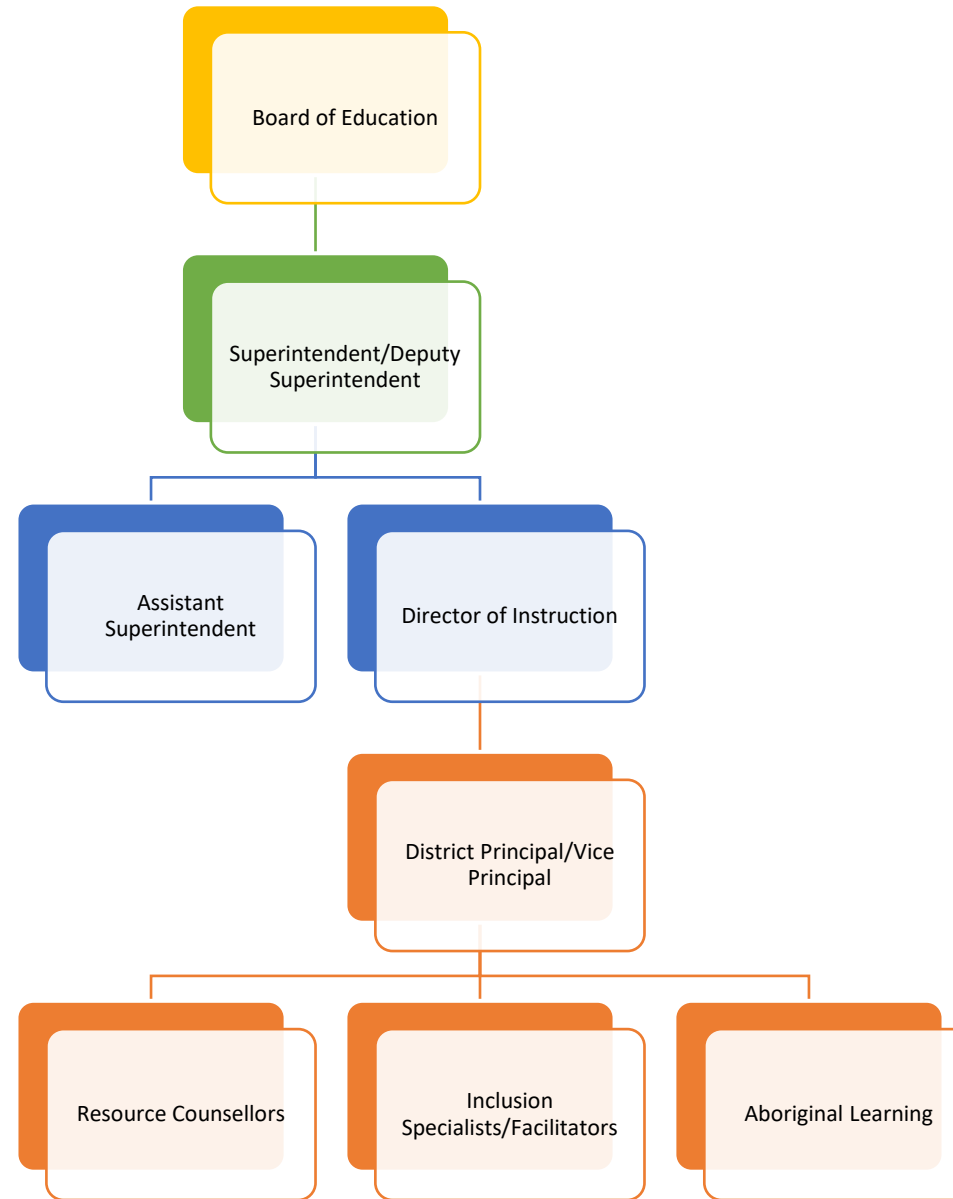 Board of Education
Superintendent/Deputy
Superintendent
Assistant
Superintendent
Director of Instruction
District Principal/Vice
Principal
Resource Counsellors
Inclusion
Specialists/Facilitators
Aboriginal Learning